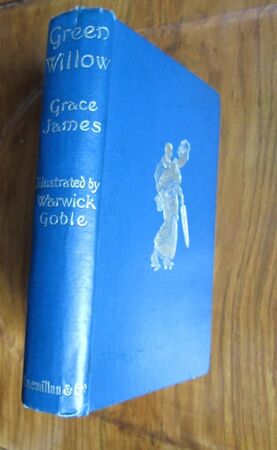 Green
Willow
Grace
James
Illustrated by
Warwick
Goble
Macmillan & Co